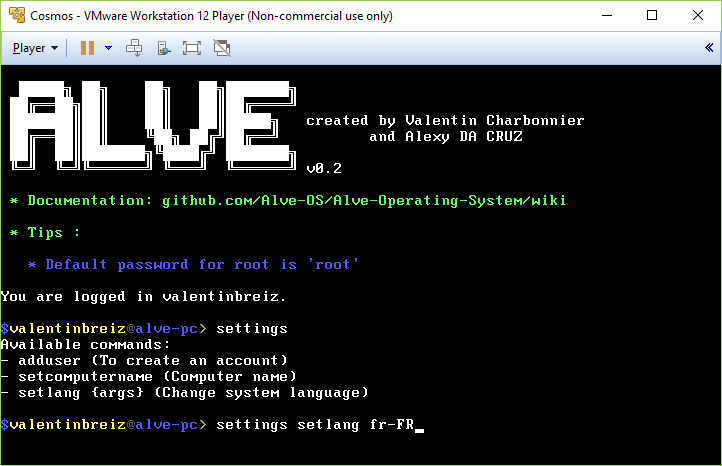 Cosmos - VMware Workstation 12 Player (Non-commercial use only)
Player
ALVE
created by Valentin Charbonnier
and Alexy DA CRUZ
v0.2
* Documentation: github.com/Alve-OS/Alve-Operating-System/wiki
* Tips :
* Default password for root is 'root'
You are logged in valentinbreiz.
$valentinbreiz@alve-pc> settings
Available commands:
- adduser (To create an account)
- setcomputername (Computer name)
- setlang {args} (Change system language)
$valentinbreiz@alve-pc> settings setlang fr-FR_